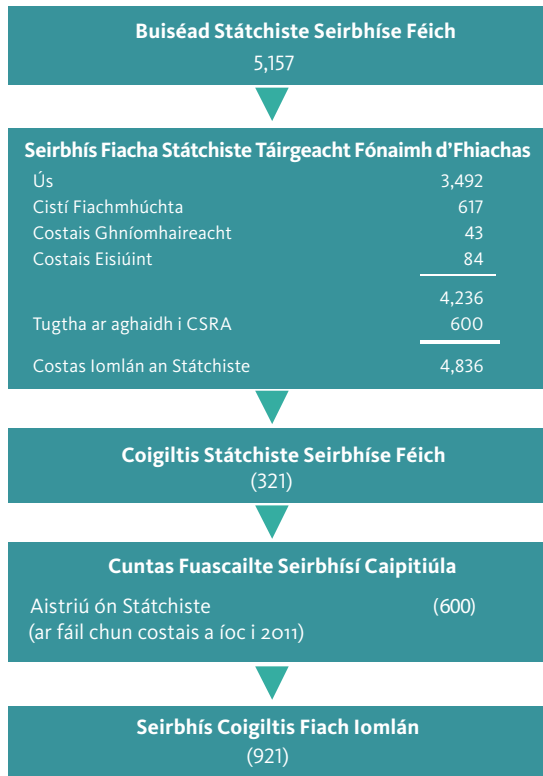 Buiséad Státchiste Seirbhíse Féich
5,157
Seirbhís Fiacha Státchiste Táirgeacht Fónaimh d'Fhiachas
Ús 3,492
Cistí Fiachmhúchta 617
Costais Ghníomhaireacht 43
Costais Eisiúint 84
4,236
Tugtha ar aghaidh i CSRA 600
Costas Iomlán an Státchiste 4,836
Coigiltis Státchiste Seirbhíse Féich
(321)
Cuntas Fuascailte Seirbhísí Caipitiúla
Aistriú ón Státchiste (600)
(ar fáil chun costais a íoc i 2011)
Seirbhís Coigiltis Fiach Iomlán
(921)